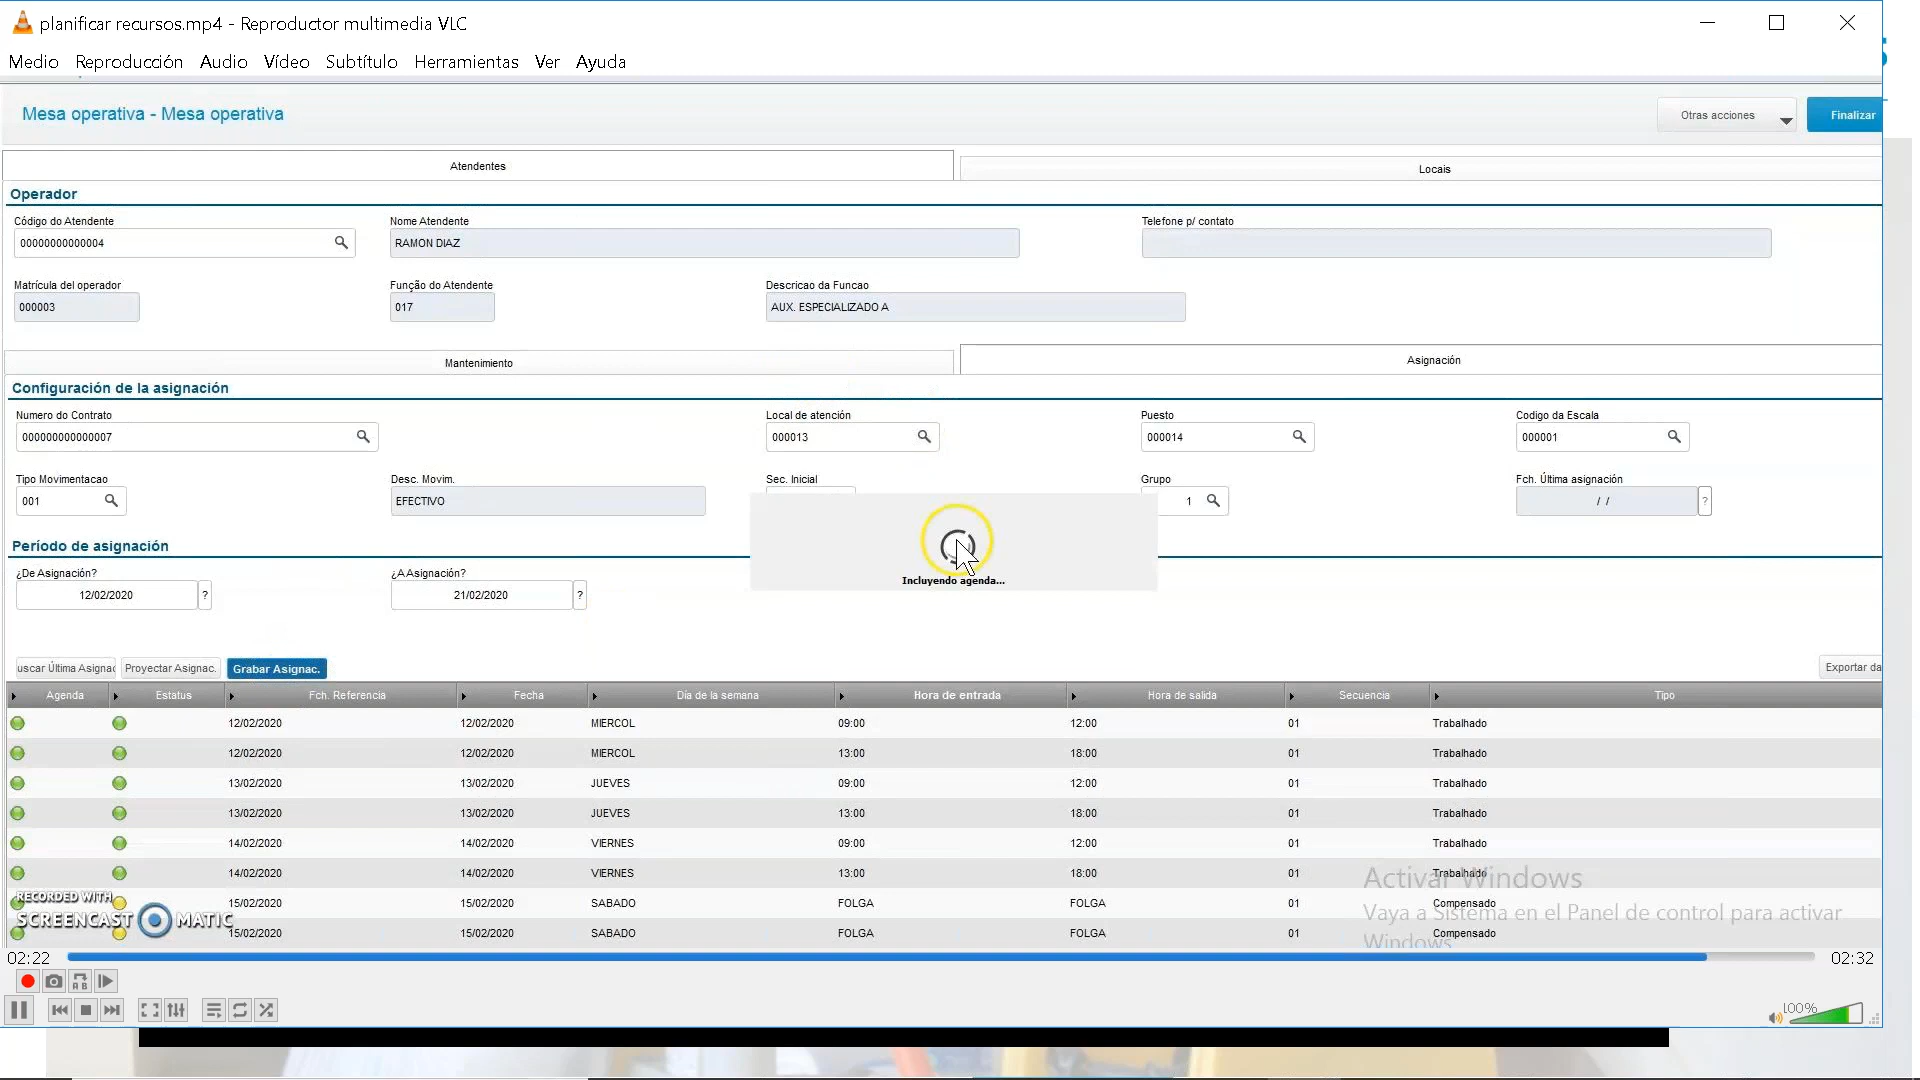 planificar recursos.mp4 - Reproductor multimedia VLC
Medio Reproducción Audio Vídeo Subtítulo Herramientas Ver Ayuda
Mesa operativa - Mesa operativa
Otras acciones
Finalizar
Atendentes
Locais
Operador
Código do Atendente Nome Atendente Telefone p/ contato
00000000000004 RAMON DIAZ
Matrícula del operador Função do Atendente Descricao da Funcao
000003 017 AUX. ESPECIALIZADO A
Mantenimiento
Asignación
Configuración de la asignación
Numero do Contrato Local de atención Puesto Codigo da Escala
000000000000007 000013 000014 000001
Tipo Movimentacao Desc. Movim. Sec. Inicial Grupo Fch. Última asignación
001 EFECTIVO 1 / / ?
Incluyendo agenda...
Período de asignación
¿De Asignación? ¿A Asignación?
12/02/2020 ? 21/02/2020 ?
uscar Última Asignac Proyectar Asignac. Grabar Asignac. Exportar da
Agenda Estatus Fch. Referencia Fecha Día de la semana Hora de entrada Hora de salida Secuencia Tipo
12/02/2020 12/02/2020 MIERCOL 09:00 12:00 01 Trabalhado
12/02/2020 12/02/2020 MIERCOL 13:00 18:00 01 Trabalhado
13/02/2020 13/02/2020 JUEVES 09:00 12:00 01 Trabalhado
13/02/2020 13/02/2020 JUEVES 13:00 18:00 01 Trabalhado
14/02/2020 14/02/2020 VIERNES 09:00 12:00 01 Trabalhado
14/02/2020 14/02/2020 VIERNES 13:00 18:00 01 Trabalhado
15/02/2020 15/02/2020 SABADO FOLGA FOLGA 01 Compensado
15/02/2020 15/02/2020 SABADO FOLGA FOLGA 01 Compensado
RECORDED WITH
SCREENCAST MATIC
Activar Windows
Vaya a Sistema en el Panel de control para activar
Windows.
02:22 02:32
100%